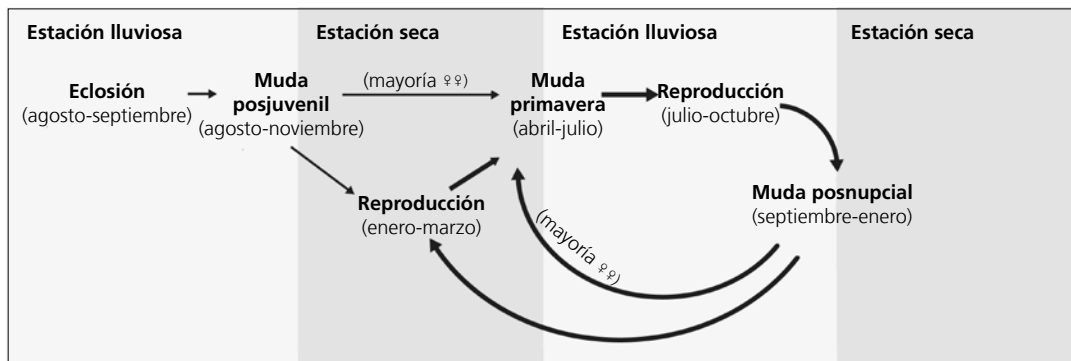 Estación lluviosa
Estación seca
Estación lluviosa
Estación seca
Eclosión
(agosto-septiembre)
Muda
posjuvenil
(agosto-noviembre)
(mayoría ♀♀)
Muda
primavera
(abril-julio)
Reproducción
(julio-octubre)
Reproducción
(enero-marzo)
Muda posnupcial
(septiembre-enero)
(mayoría ♀♀)